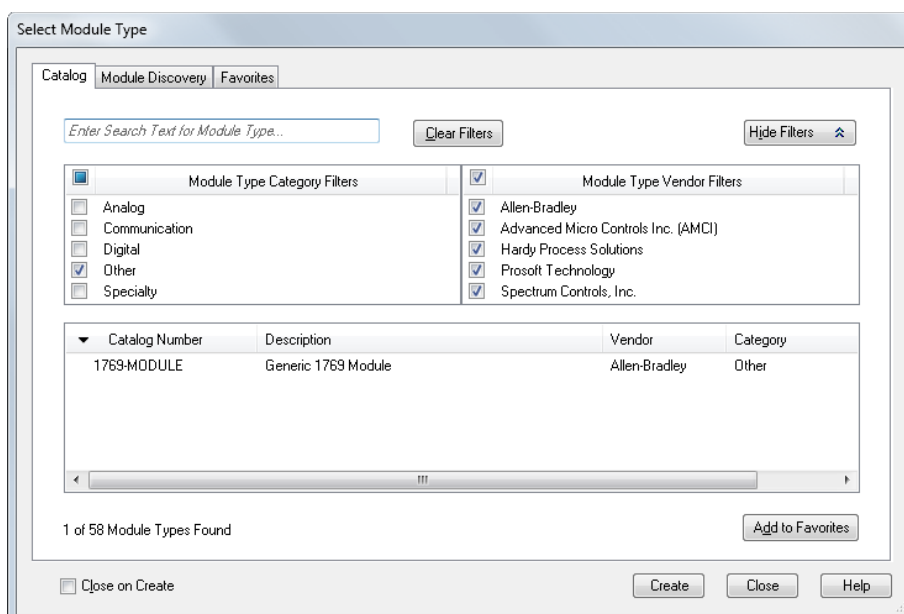 Select Module Type
Catalog Module Discovery Favorites
Enter Search Text for Module Type... Clear Filters Hide Filters
Module Type Category Filters Module Type Vendor Filters
Analog Allen-Bradley
Communication Advanced Micro Controls Inc. (AMCI)
Digital Hardy Process Solutions
Other Prosoft Technology
Specialty Spectrum Controls, Inc.
Catalog Number Description Vendor Category
1769-MODULE Generic 1769 Module Allen-Bradley Other
1 of 58 Module Types Found Add to Favorites
Close on Create Create Close Help